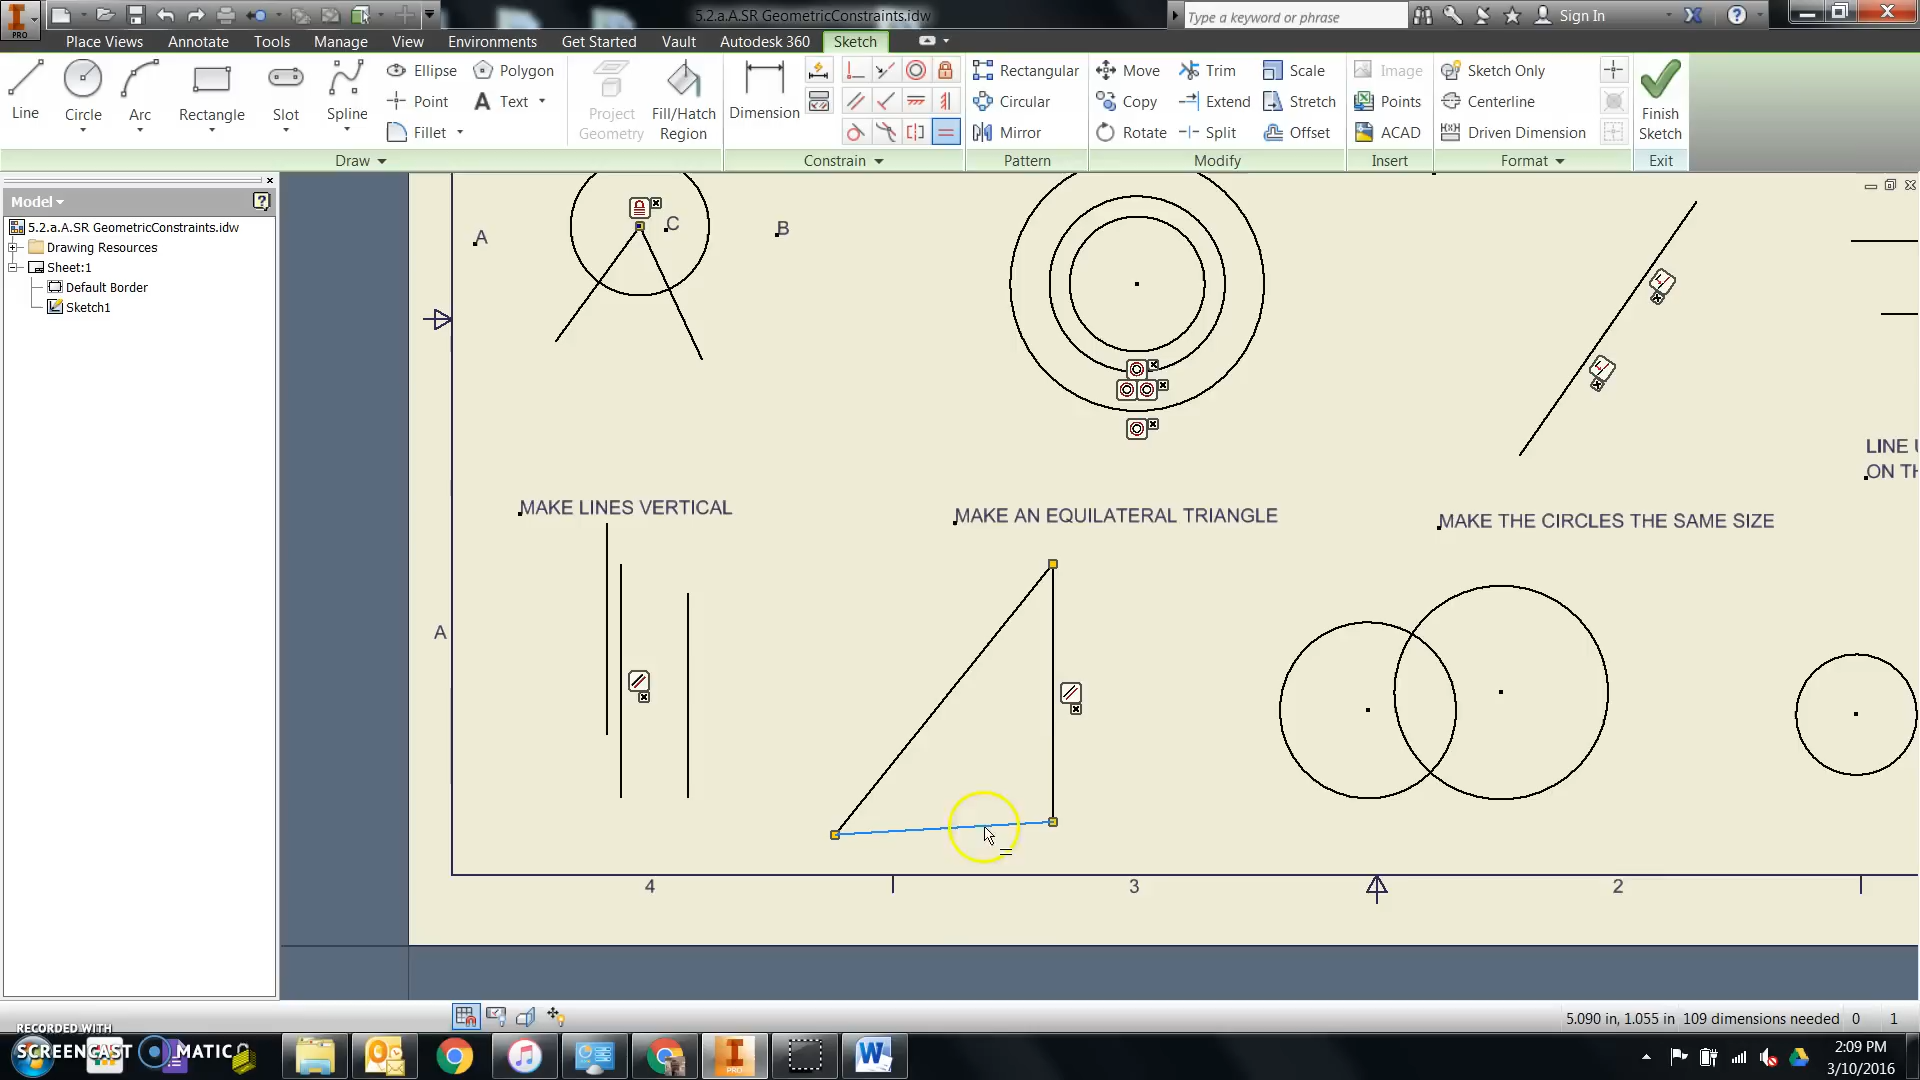 5.2.a.A.SR GeometricConstraints.idw
Type a keyword or phrase
Sign In
PRO
Place Views
Annotate
Tools
Manage
View
Environments
Get Started
Vault
Autodesk 360
Sketch
Line
Circle
Arc
Rectangle
Slot
Spline
Ellipse
Polygon
Point
Text
Fillet
Project
Geometry
Fill/Hatch
Region
Dimension
Rectangular
Circular
Mirror
Move
Trim
Scale
Copy
Extend
Stretch
Rotate
Split
Offset
Image
Points
ACAD
Sketch Only
Centerline
Driven Dimension
Finish
Sketch
Draw
Constrain
Pattern
Modify
Insert
Format
Exit
Model
5.2.a.A.SR GeometricConstraints.idw
Drawing Resources
Sheet:1
Default Border
Sketch1
A
C
B
LINE
ON TH
MAKE LINES VERTICAL
MAKE AN EQUILATERAL TRIANGLE
MAKE THE CIRCLES THE SAME SIZE
A
4
3
2
5.090 in, 1.055 in 109 dimensions needed 0 1
RECORDED WITH
SCREENCAST MATIC
PRO
2:09 PM
3/10/2016